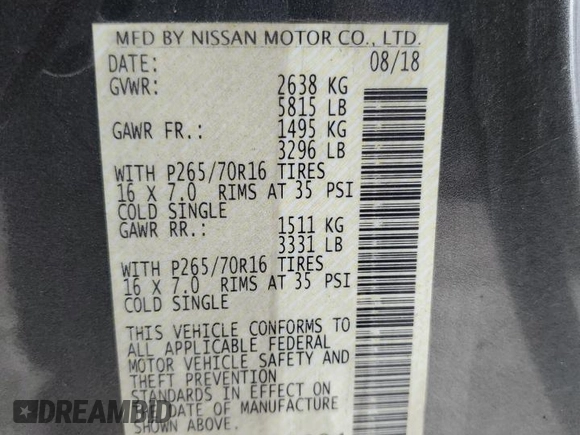 MFD BY NISSAN MOTOR CO., LTD.
DATE: 08/18
GVWR: 2638 KG
5815 LB
GAWR FR.: 1495 KG
3296 LB
WITH P265/70R16 TIRES
16 X 7.0 RIMS AT 35 PSI
COLD SINGLE
GAWR RR.: 1511 KG
3331 LB
WITH P265/70R16 TIRES
16 X 7.0 RIMS AT 35 PSI
COLD SINGLE
THIS VEHICLE CONFORMS TO
ALL APPLICABLE FEDERAL
MOTOR VEHICLE SAFETY AND
THEFT PREVENTION
STANDARDS IN EFFECT ON
DATE OF MANUFACTURE
SHOWN ABOVE.
DREAMBID